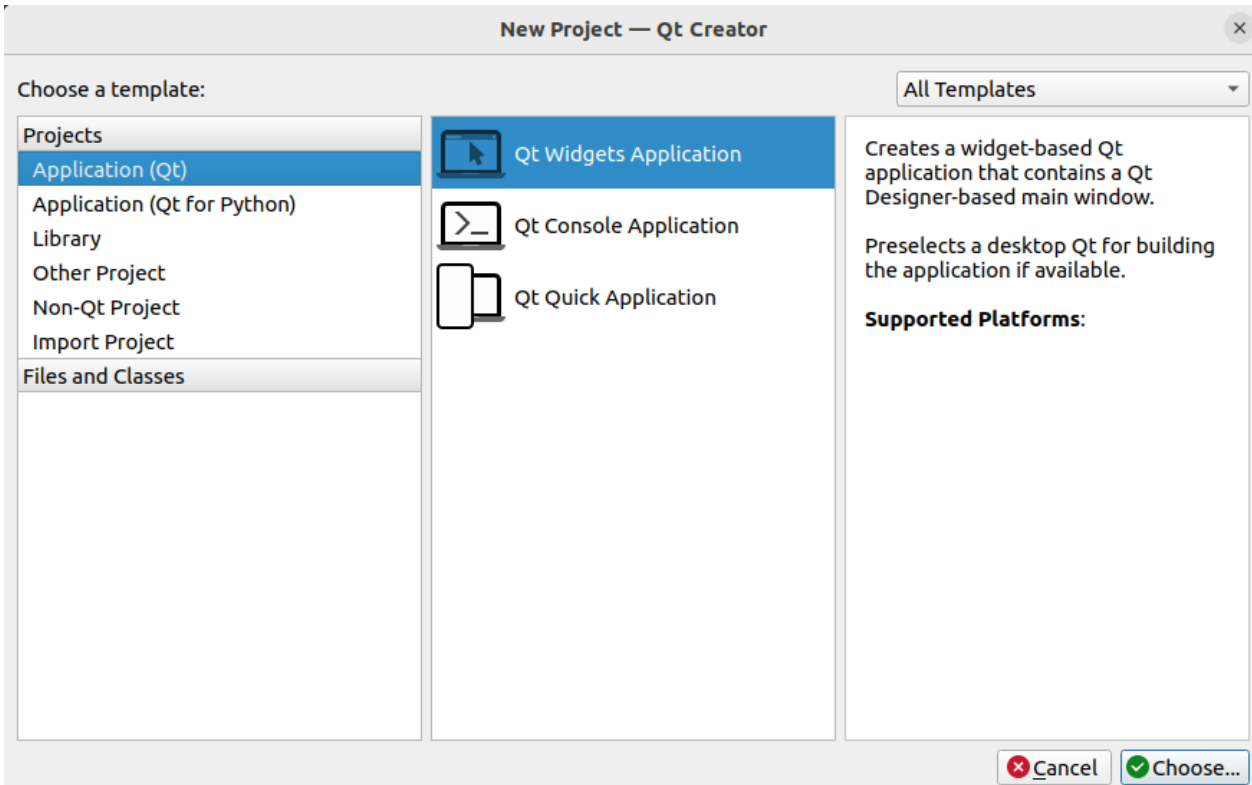 New Project — Qt Creator
Choose a template:
All Templates
Projects
Application (Qt)
Application (Qt for Python)
Library
Other Project
Non-Qt Project
Import Project
Files and Classes
Qt Widgets Application
Qt Console Application
Qt Quick Application
Creates a widget-based Qt
application that contains a Qt
Designer-based main window.
Preselects a desktop Qt for building
the application if available.
Supported Platforms:
Cancel
Choose...